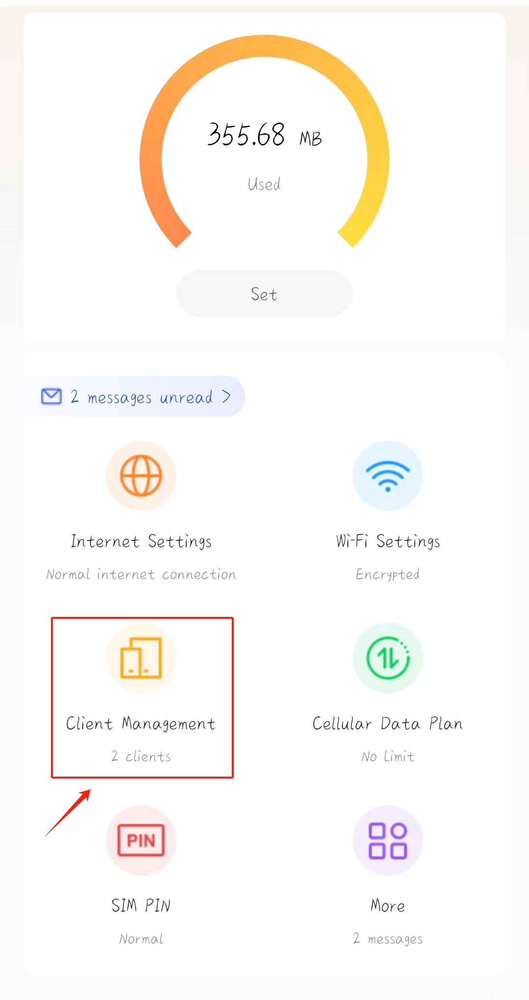 355.68 MB
Used
Set
2 messages unread >
Internet Settings
Normal internet connection
Wi-Fi Settings
Encrypted
Client Management
2 clients
Cellular Data Plan
No Limit
PIN
SIM PIN
Normal
More
2 messages